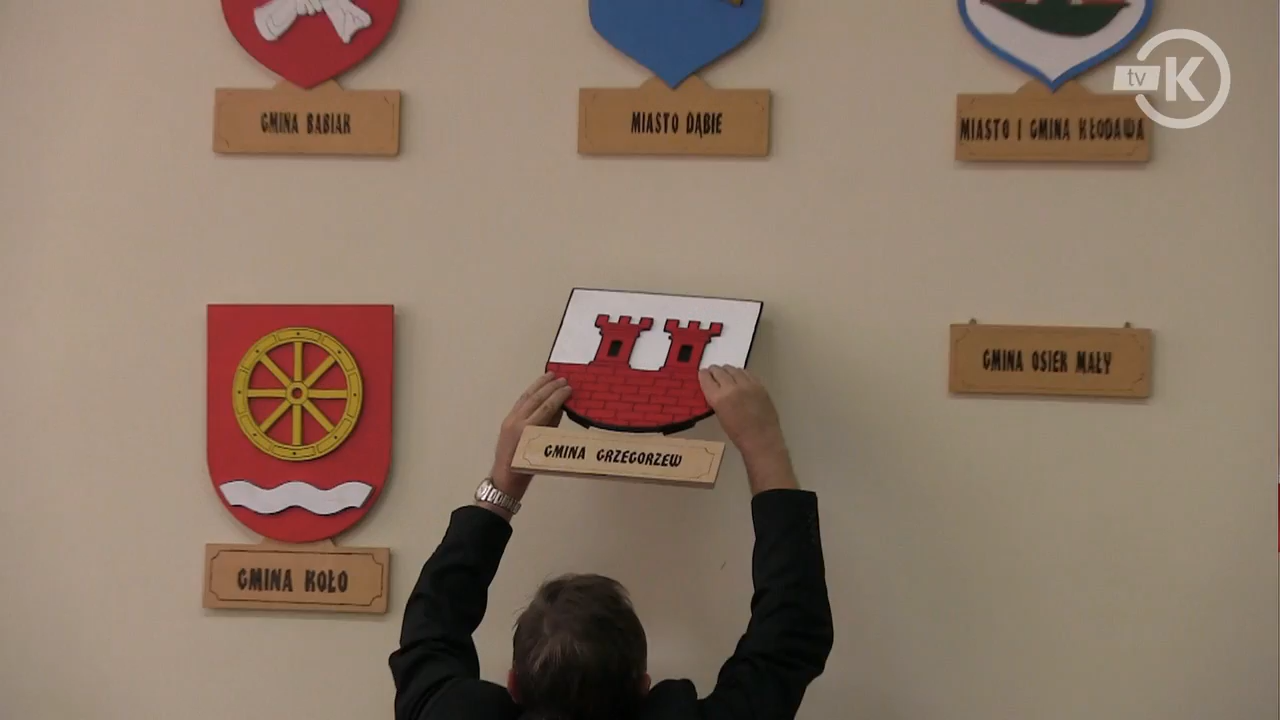 GMINA BABIAK
MIASTO DĄBIE
MIASTO I GMINA KŁODAWA
tv K
GMINA GRZEGORZEW
GMINA OSIEK MAŁY
GMINA KOŁO